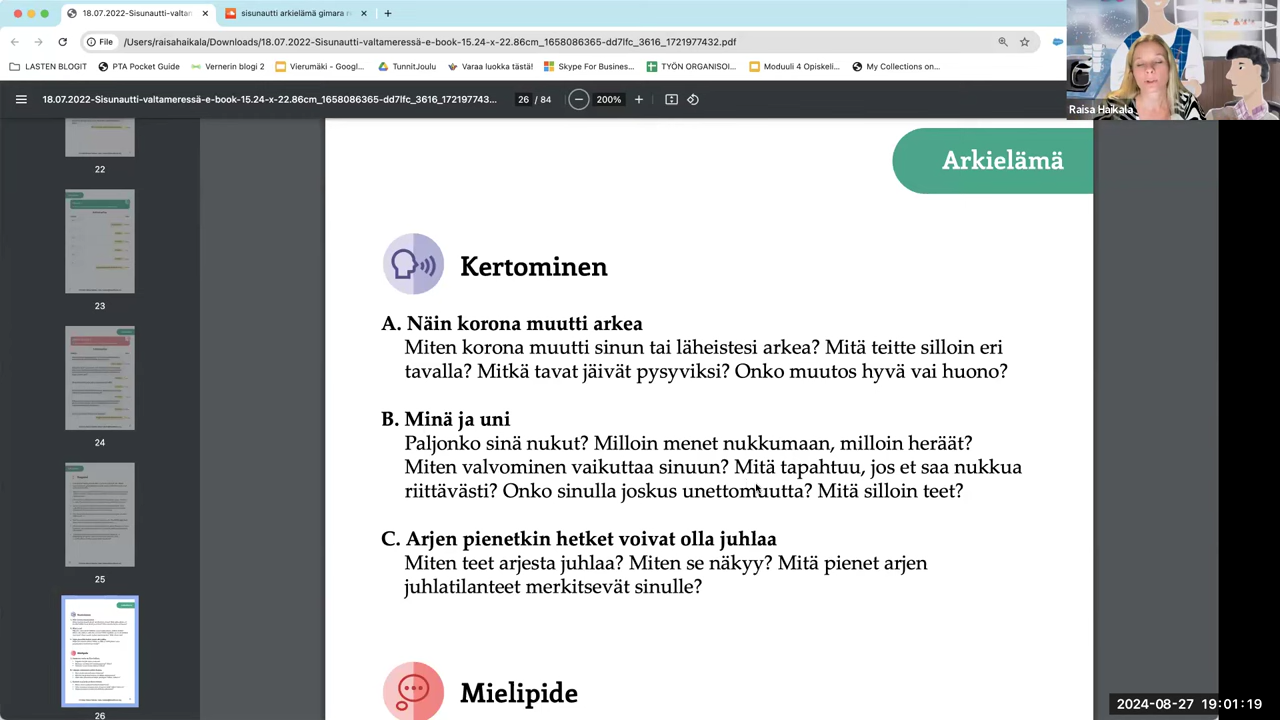 18.07.2022-Sisunautti-valtam
sisunautti arkielämä gimara
File
/Users/raisahaikala/Downloads/18.07.2022-Sisunautti-valtameressä-e-book-15.24-x-22.86cm_1658086365-dd7lfc_3616_1721977432.pdf
LASTEN BLOGIT
PTA Pocket Guide
Vernerin blogi 2
Vierumäki - Googl...
TunnitJoulu
Varaa luokka tästä!
Skype For Busines...
TYÖN ORGANISOI...
Moduuli 4 Opiskeli...
My Collections on...
18.07.2022-Sisunautti-valtameressä-e-book-15.24-x-22.86cm_1658086365-dd7lfc_3616_172197743...
26 / 84
200%
Raisa Haikala
22
23
24
25
26
Arkielämä
Kertominen
A. Näin korona muutti arkea
Miten korona muutti sinun tai läheistesi arkea? Mitä teitte silloin eri
tavalla? Mitkä tavat jäivät pysyviksi? Onko muutos hyvä vai huono?
B. Minä ja uni
Paljonko sinä nukut? Milloin menet nukkumaan, milloin heräät?
Miten valvominen vaikuttaa sinuun? Mitä tapahtuu, jos et saa nukkua
riittävästi? Onko sinulla joskus unettomuutta? Mitä silloin teet?
C. Arjen pienetkin hetket voivat olla juhlaa
Miten teet arjesta juhlaa? Miten se näkyy? Mitä pienet arjen
juhlatilanteet merkitsevät sinulle?
Mielipide
2024-08-27 19:01:19